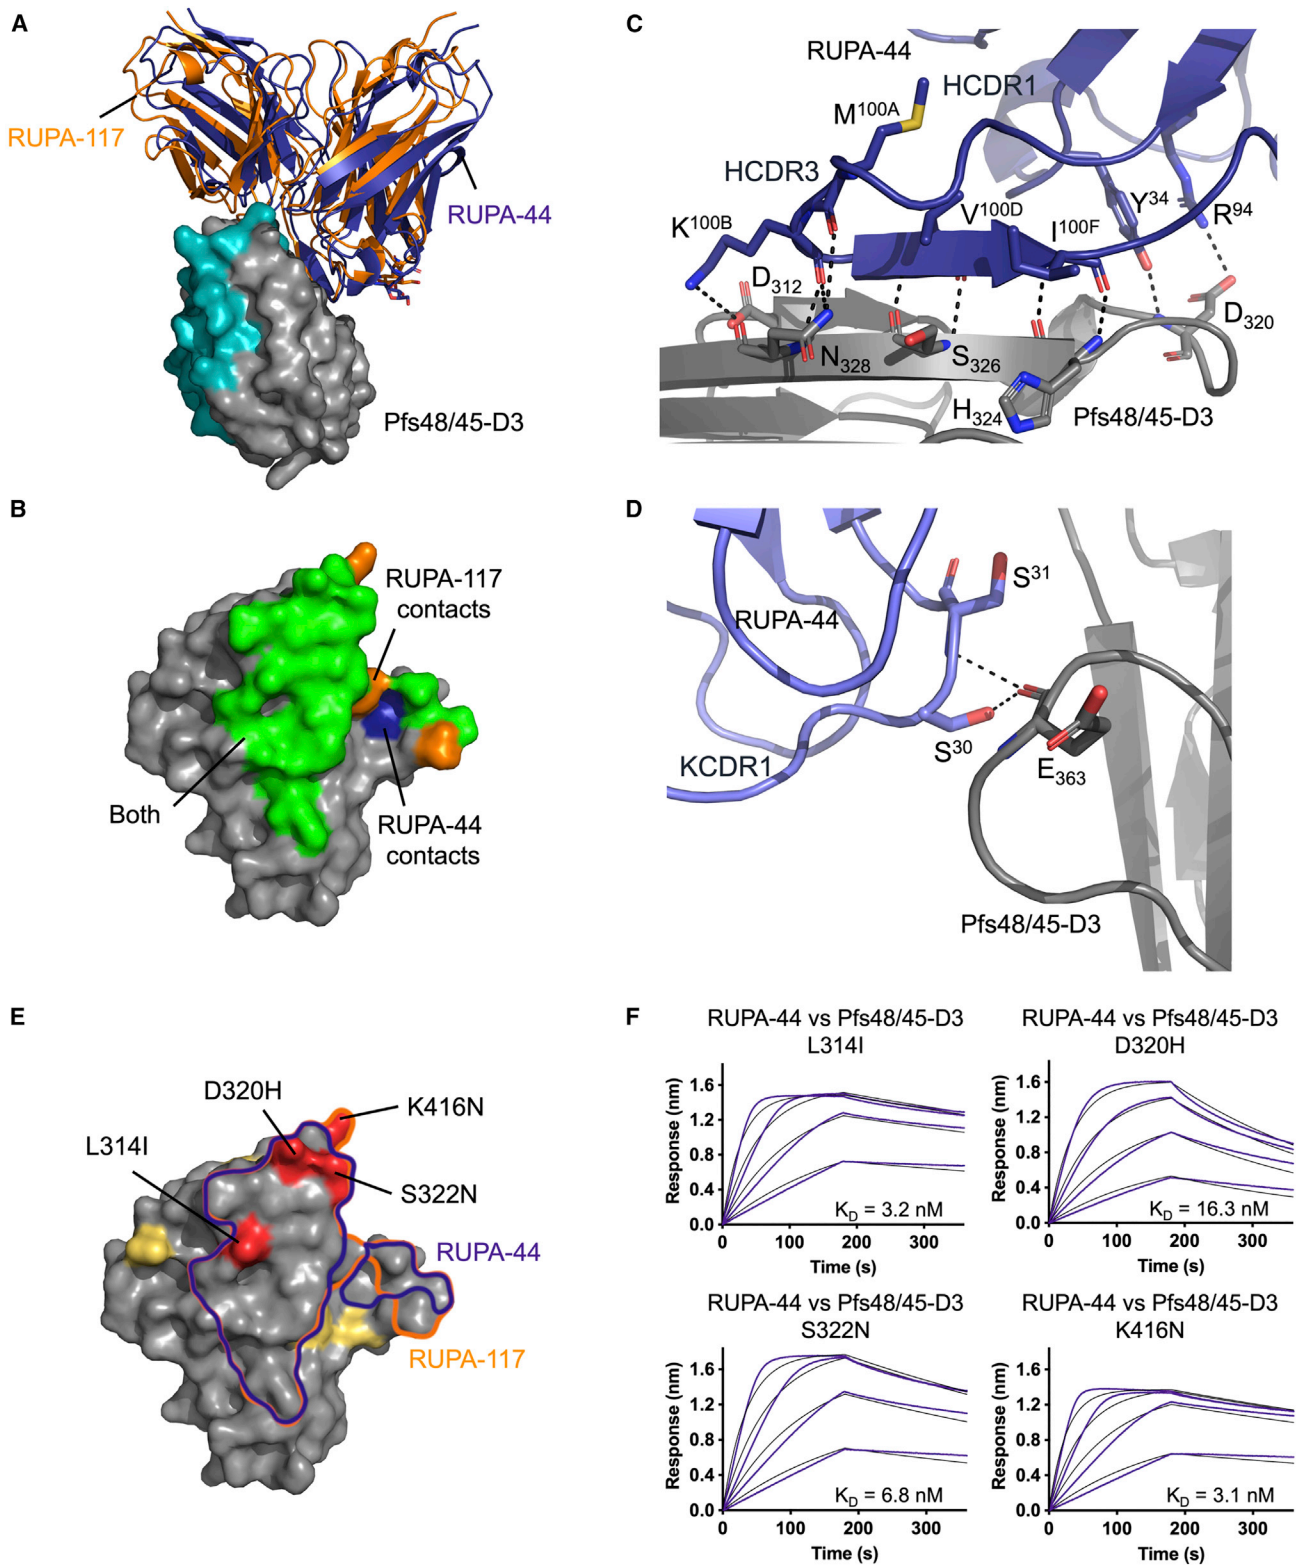 A
RUPA-117
RUPA-44
Pfs48/45-D3
B
RUPA-117
contacts
Both
RUPA-44
contacts
C
RUPA-44
HCDR1
M100A
HCDR3
K100B
V100D
Y34
I100F
R94
D312
D320
N328
S326
H324
Pfs48/45-D3
D
S31
RUPA-44
S30
KCDR1
E363
Pfs48/45-D3
E
D320H
K416N
L314I
S322N
RUPA-44
RUPA-117
F
RUPA-44 vs Pfs48/45-D3
L314I
Response (nm)
1.6
1.2
0.8
0.4
0.0
KD = 3.2 nM
0 100 200 300
Time (s)
RUPA-44 vs Pfs48/45-D3
D320H
Response (nm)
1.6
1.2
0.8
0.4
0.0
KD = 16.3 nM
0 100 200 300
Time (s)
RUPA-44 vs Pfs48/45-D3
S322N
Response (nm)
1.6
1.2
0.8
0.4
0.0
KD = 6.8 nM
0 100 200 300
Time (s)
RUPA-44 vs Pfs48/45-D3
K416N
Response (nm)
1.6
1.2
0.8
0.4
0.0
KD = 3.1 nM
0 100 200 300
Time (s)